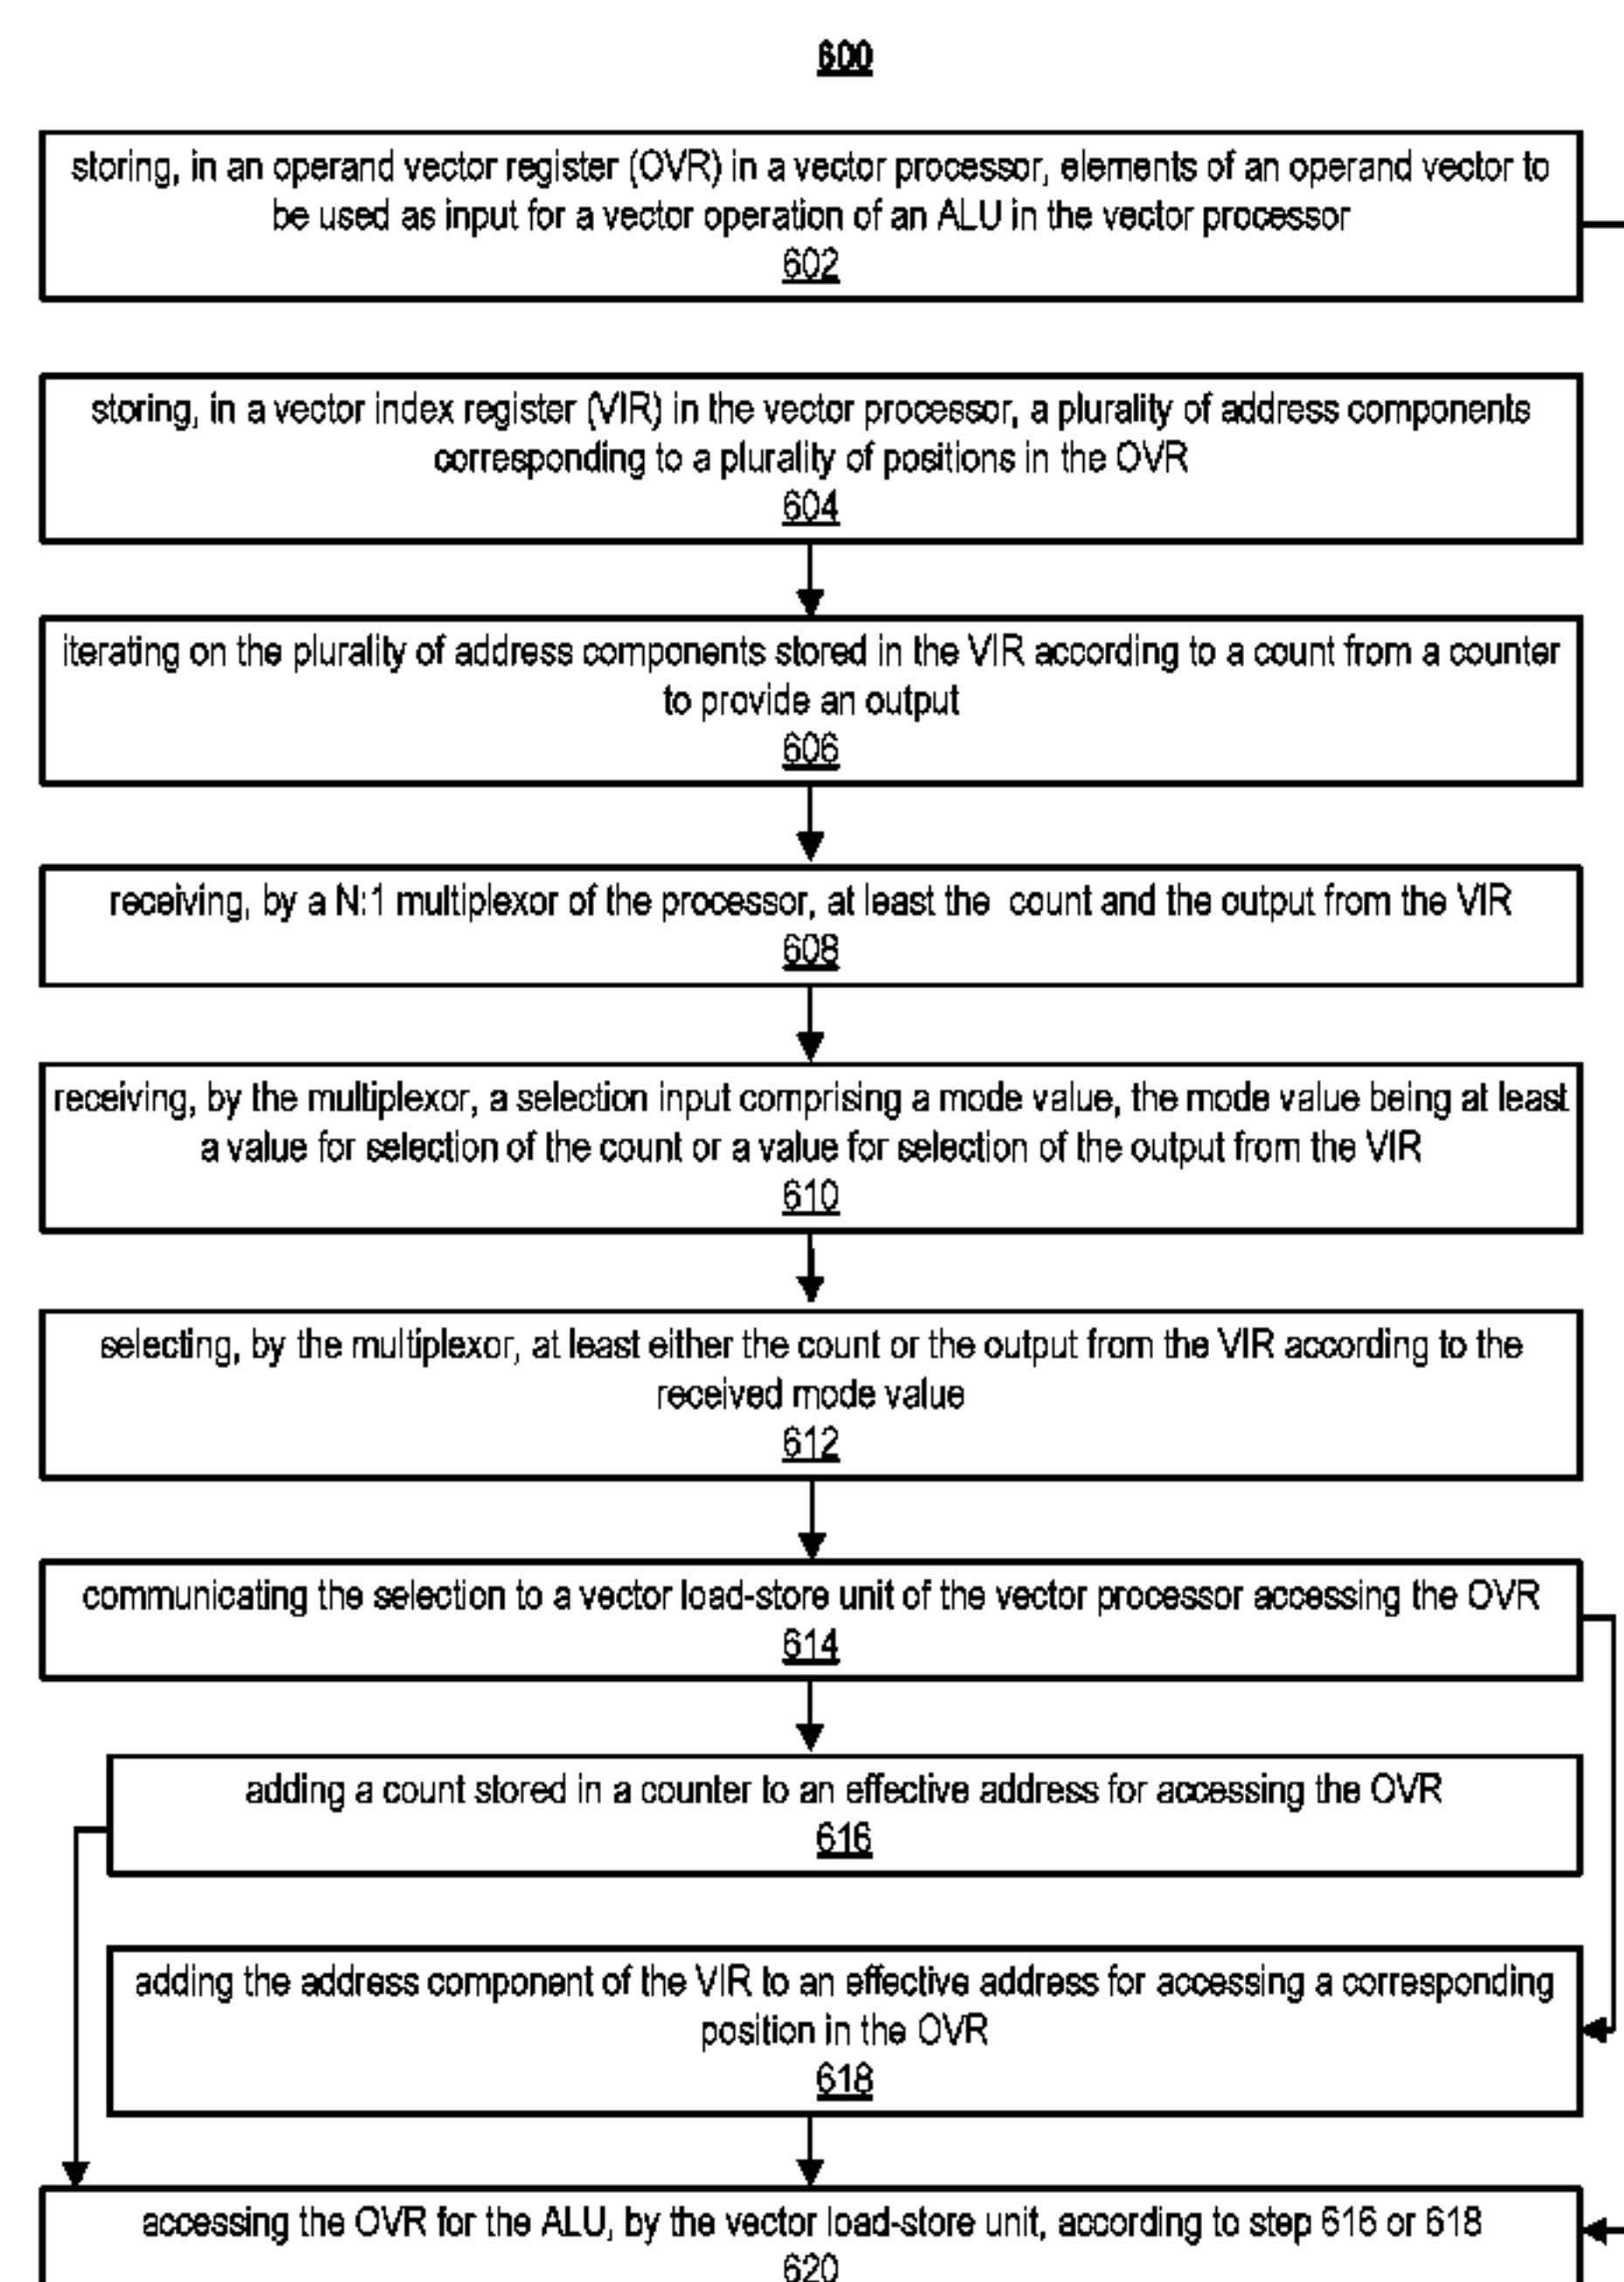 600
storing, in an operand vector register (OVR) in a vector processor, elements of an operand vector to
be used as input for a vector operation of an ALU in the vector processor
602
storing, in a vector index register (VIR) in the vector processor, a plurality of address components
corresponding to a plurality of positions in the OVR
604
iterating on the plurality of address components stored in the VIR according to a count from a counter
to provide an output
606
receiving, by a N:1 multiplexor of the processor, at least the count and the output from the VIR
608
receiving, by the multiplexor, a selection input comprising a mode value, the mode value being at least
a value for selection of the count or a value for selection of the output from the VIR
610
selecting, by the multiplexor, at least either the count or the output from the VIR according to the
received mode value
612
communicating the selection to a vector load-store unit of the vector processor accessing the OVR
614
adding a count stored in a counter to an effective address for accessing the OVR
616
adding the address component of the VIR to an effective address for accessing a corresponding
position in the OVR
618
accessing the OVR for the ALU, by the vector load-store unit, according to step 616 or 618
620